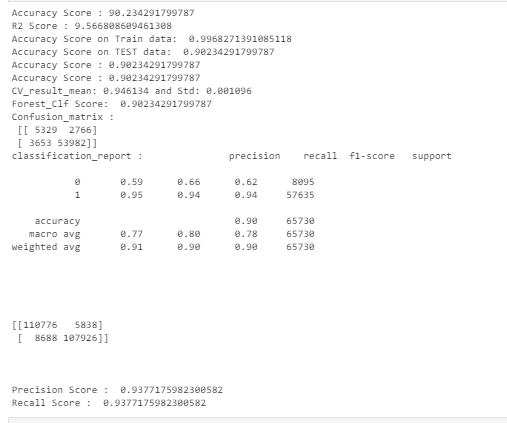 Accuracy Score : 90.234291799787
R2 Score : 9.566808609461308
Accuracy Score on Train data:  0.9968271391085118
Accuracy Score on TEST data:  0.90234291799787
Accuracy Score : 0.90234291799787
Accuracy Score : 0.90234291799787
CV_result_mean: 0.946134 and Std: 0.001096
Forest_Clf Score:  0.90234291799787
Confusion_matrix :
[[ 5329  2766]
[ 3653 53982]]
classification_report :               precision    recall  f1-score   support
0       0.59      0.66      0.62      8095
1       0.95      0.94      0.94     57635
accuracy                           0.90     65730
macro avg       0.77      0.80      0.78     65730
weighted avg       0.91      0.90      0.90     65730
[[110776   5838]
[  8688 107926]]
Precision Score :  0.9377175982300582
Recall Score :  0.9377175982300582